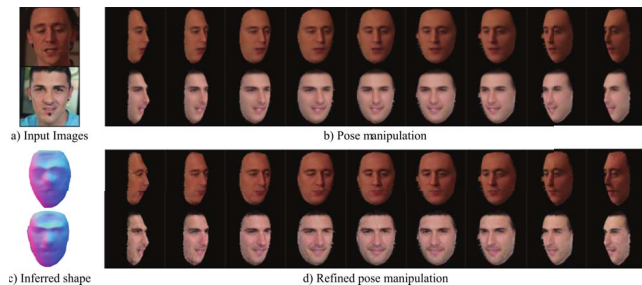 a) Input Images
b) Pose manipulation
c) Inferred shape
d) Refined pose manipulation